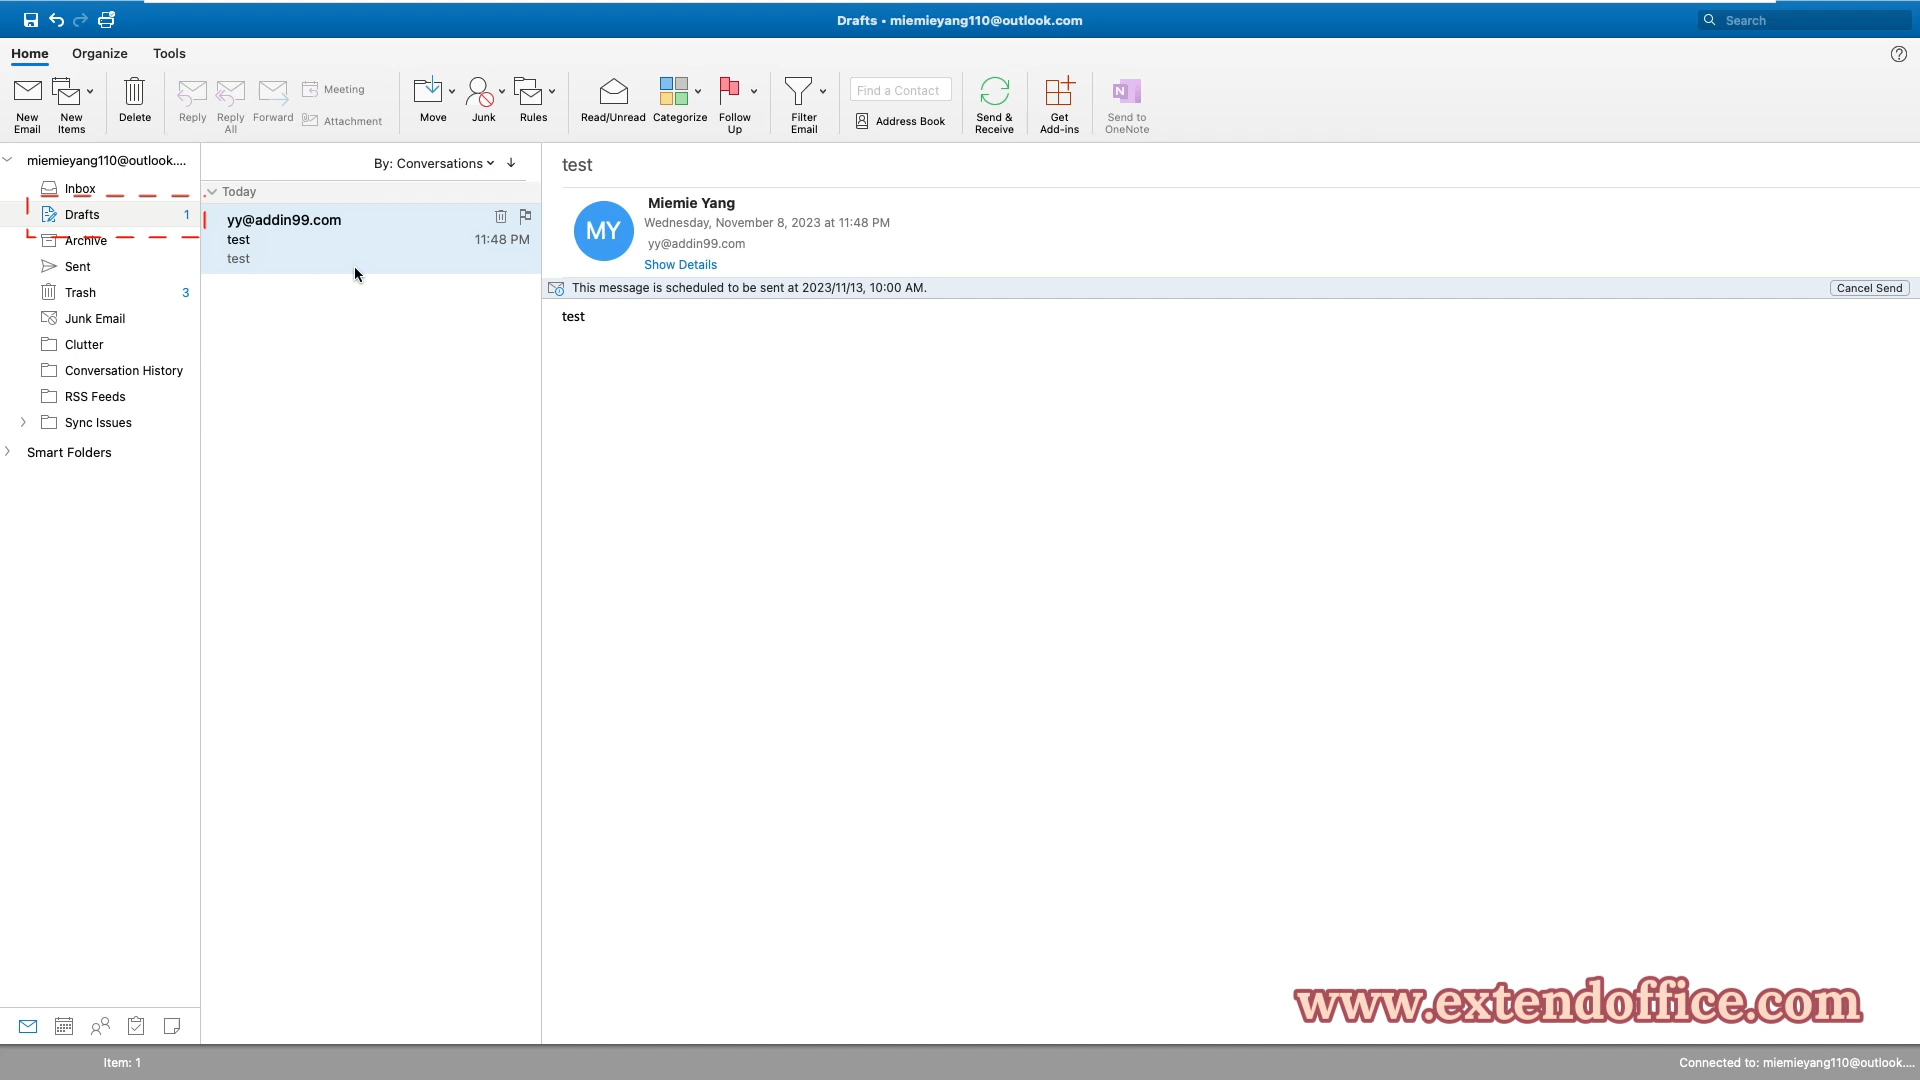 Drafts • miemieyang110@outlook.com
Search
Home Organize Tools
New Email
New Items
Delete
Reply
Reply All
Forward
Meeting
Attachment
Move
Junk
Rules
Read/Unread
Categorize
Follow Up
Filter Email
Find a Contact
Address Book
Send & Receive
Get Add-ins
N
Send to OneNote
miemieyang110@outlook....
Inbox
Drafts 1
Archive
Sent
Trash 3
Junk Email
Clutter
Conversation History
RSS Feeds
Sync Issues
Smart Folders
By: Conversations
Today
yy@addin99.com
test 11:48 PM
test
test
MY
Miemie Yang
Wednesday, November 8, 2023 at 11:48 PM
yy@addin99.com
Show Details
This message is scheduled to be sent at 2023/11/13, 10:00 AM.
Cancel Send
test
www.extendoffice.com
Item: 1
Connected to: miemieyang110@outlook....